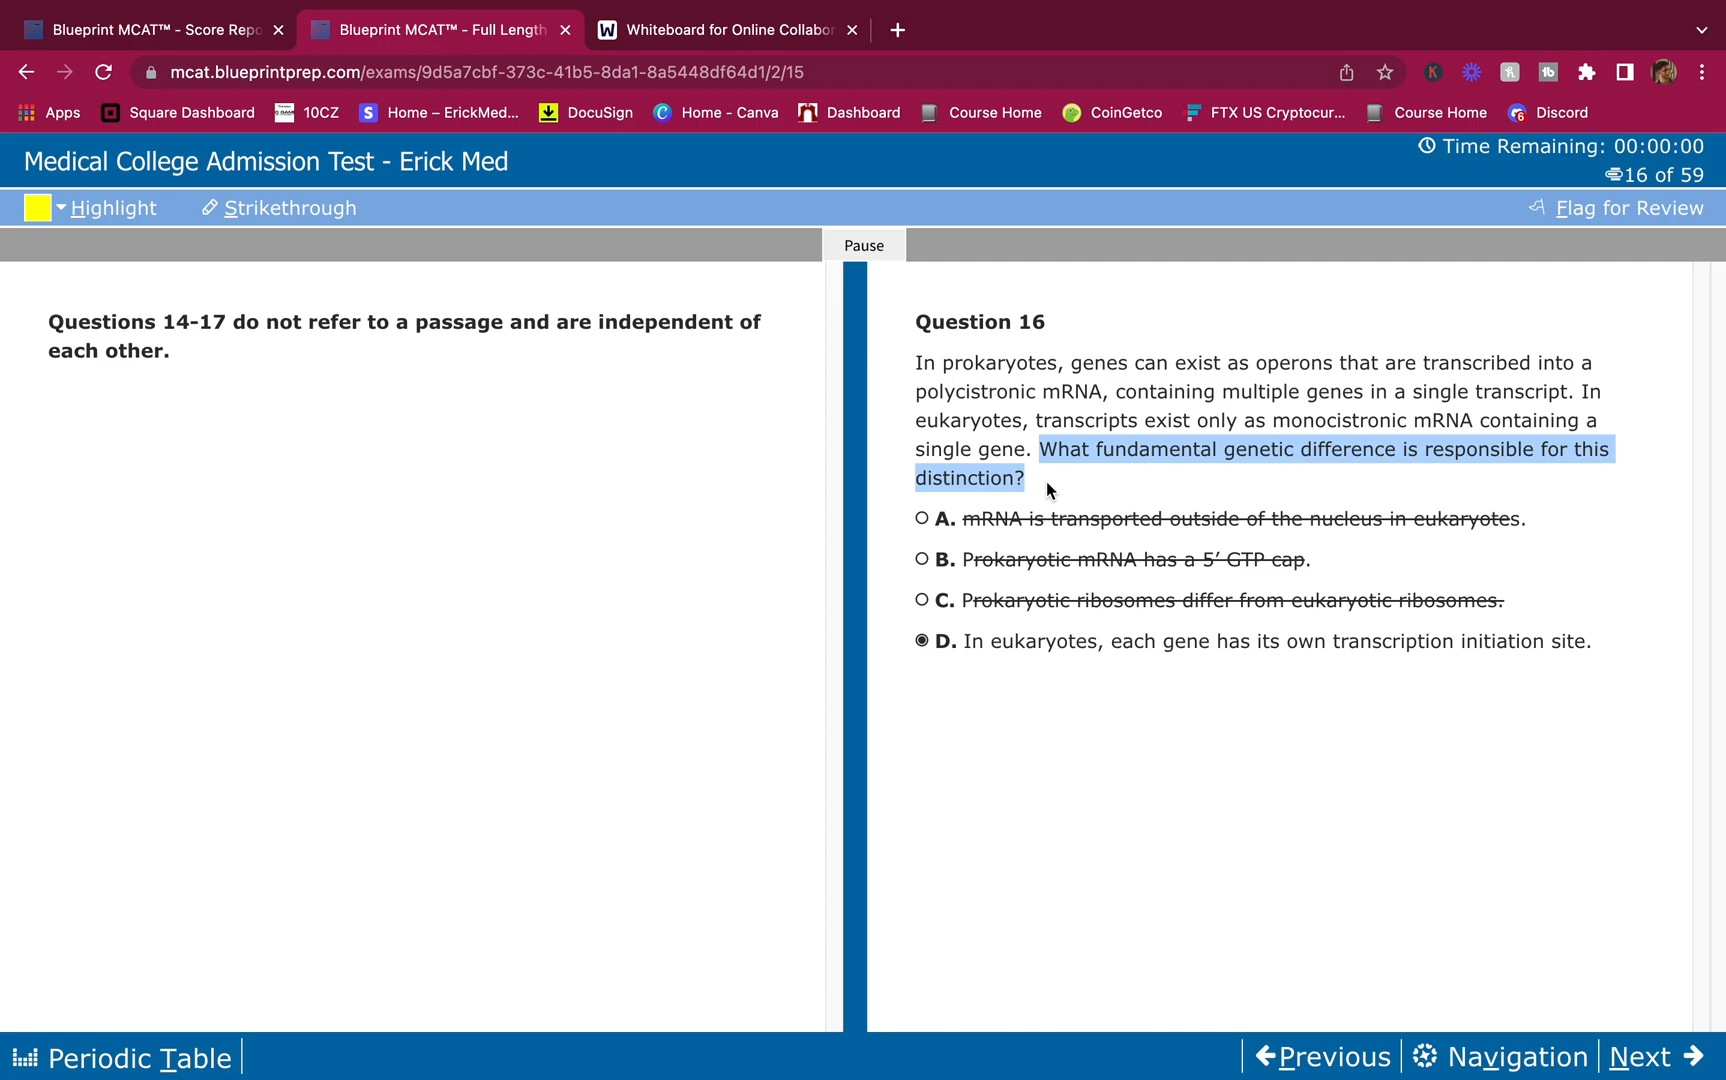 Blueprint MCAT™ - Score Repo
Blueprint MCAT™ - Full Length
W Whiteboard for Online Collabor
mcat.blueprintprep.com/exams/9d5a7cbf-373c-41b5-8da1-8a5448df64d1/2/15
Apps Square Dashboard 10CZ Home – ErickMed... DocuSign Home - Canva Dashboard Course Home CoinGetco FTX US Cryptocur... Course Home Discord
Medical College Admission Test - Erick Med
Time Remaining: 00:00:00
16 of 59
Highlight Strikethrough
Flag for Review
Pause
Questions 14-17 do not refer to a passage and are independent of
each other.
Question 16
In prokaryotes, genes can exist as operons that are transcribed into a
polycistronic mRNA, containing multiple genes in a single transcript. In
eukaryotes, transcripts exist only as monocistronic mRNA containing a
single gene. What fundamental genetic difference is responsible for this
distinction?
A. mRNA is transported outside of the nucleus in eukaryotes.
B. Prokaryotic mRNA has a 5′ GTP cap.
C. Prokaryotic ribosomes differ from eukaryotic ribosomes.
D. In eukaryotes, each gene has its own transcription initiation site.
Periodic Table
Previous Navigation Next